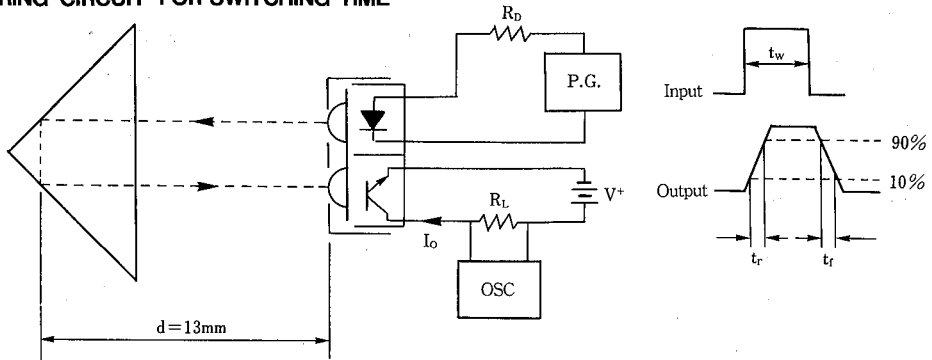 RING CIRCUIT FOR SWITCHING TIME
R_D
P.G.
V⁺
R_L
I_o
OSC
d=13mm
Input
t_w
90%
Output
10%
t_r
t_f